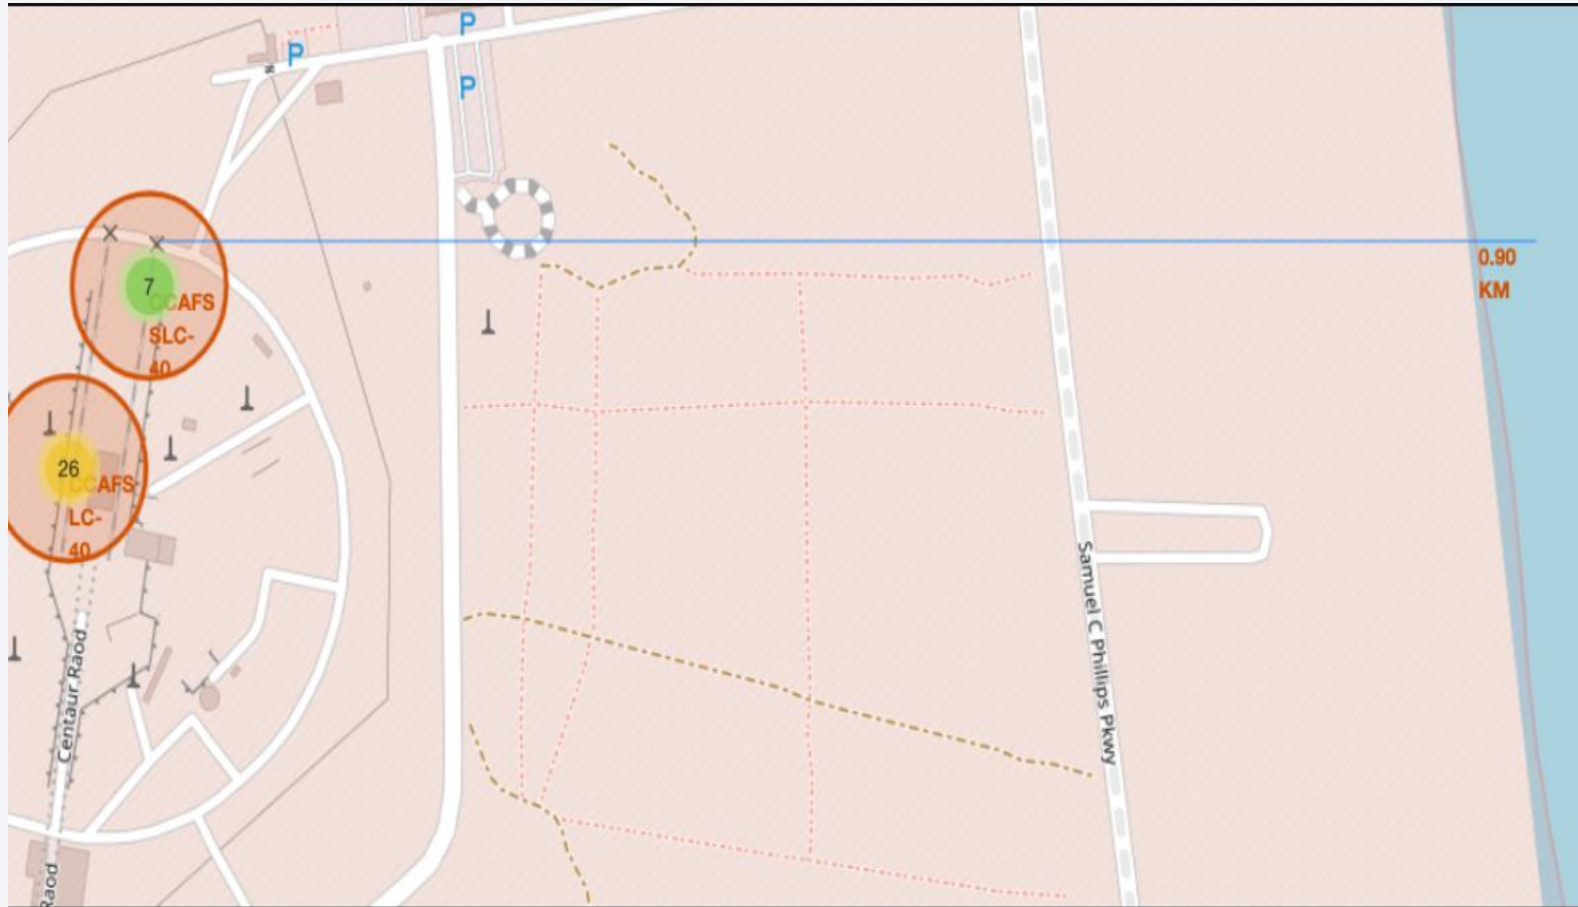 P
P
P
7
CCAFS
SLC-
40
0.90
KM
26
CCAFS
LC-
40
Samuel C Phillips Pkwy
Centaur Raod
Raod